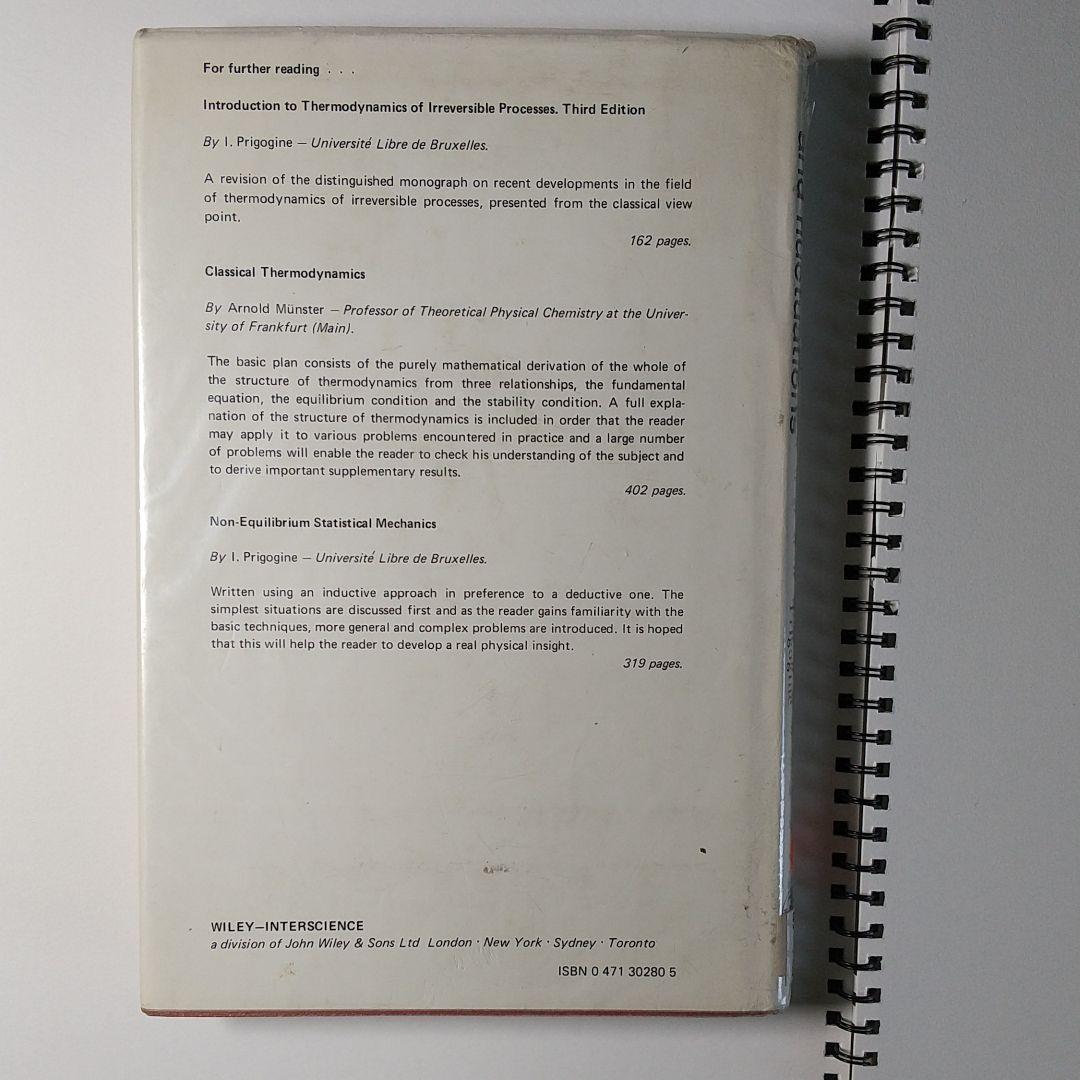 For further reading . . .
Introduction to Thermodynamics of Irreversible Processes. Third Edition
By I. Prigogine — Université Libre de Bruxelles.
A revision of the distinguished monograph on recent developments in the field
of thermodynamics of irreversible processes, presented from the classical view
point.
162 pages.
Classical Thermodynamics
By Arnold Münster — Professor of Theoretical Physical Chemistry at the Univer-
sity of Frankfurt (Main).
The basic plan consists of the purely mathematical derivation of the whole of
the structure of thermodynamics from three relationships, the fundamental
equation, the equilibrium condition and the stability condition. A full expla-
nation of the structure of thermodynamics is included in order that the reader
may apply it to various problems encountered in practice and a large number
of problems will enable the reader to check his understanding of the subject and
to derive important supplementary results.
402 pages.
Non-Equilibrium Statistical Mechanics
By I. Prigogine — Université Libre de Bruxelles.
Written using an inductive approach in preference to a deductive one. The
simplest situations are discussed first and as the reader gains familiarity with the
basic techniques, more general and complex problems are introduced. It is hoped
that this will help the reader to develop a real physical insight.
319 pages.
WILEY—INTERSCIENCE
a division of John Wiley & Sons Ltd London · New York · Sydney · Toronto
ISBN 0 471 30280 5
and fluctuations